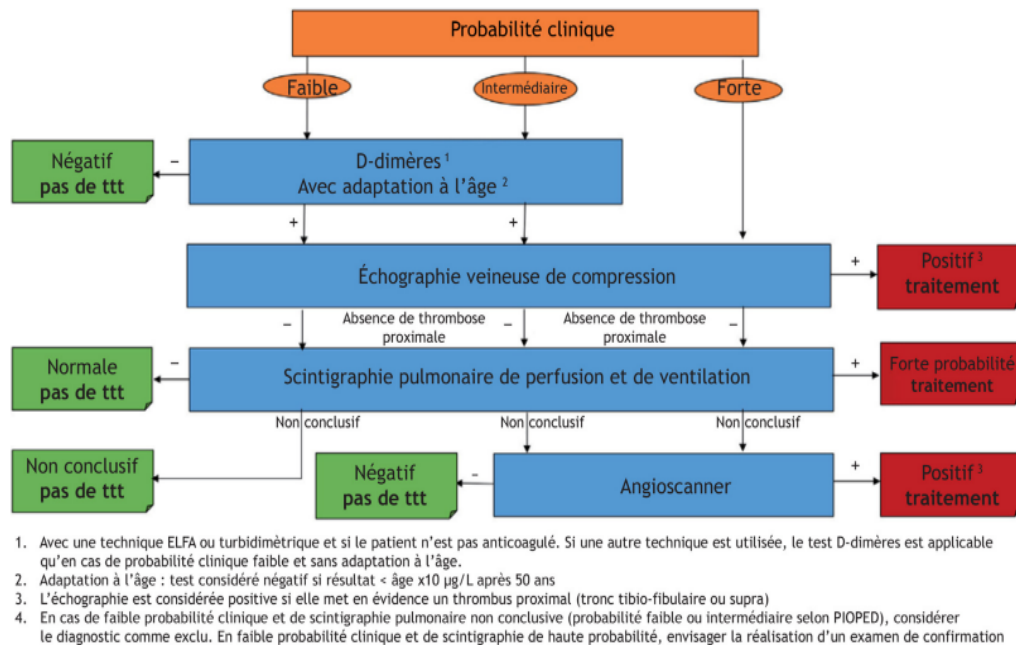 Probabilité clinique
Faible
Intermédiaire
Forte
Négatif
pas de ttt
–
D-dimères ¹
Avec adaptation à l'âge ²
+
+
Échographie veineuse de compression
+
Positif ³
traitement
–
Absence de thrombose
proximale
–
Absence de thrombose
proximale
–
Normale
pas de ttt
–
Scintigraphie pulmonaire de perfusion et de ventilation
+
Forte probabilité
traitement
Non conclusif
Non conclusif
Non conclusif
Non conclusif
pas de ttt
Négatif
pas de ttt
–
Angioscanner
+
Positif ³
traitement
1. Avec une technique ELFA ou turbidimètrique et si le patient n'est pas anticoagulé. Si une autre technique est utilisée, le test D-dimères est applicable
qu'en cas de probabilité clinique faible et sans adaptation à l'âge.
2. Adaptation à l'âge : test considéré négatif si résultat < âge x10 µg/L après 50 ans
3. L'échographie est considérée positive si elle met en évidence un thrombus proximal (tronc tibio-fibulaire ou supra)
4. En cas de faible probabilité clinique et de scintigraphie pulmonaire non conclusive (probabilité faible ou intermédiaire selon PIOPED), considérer
le diagnostic comme exclu. En faible probabilité clinique et de scintigraphie de haute probabilité, envisager la réalisation d'un examen de confirmation